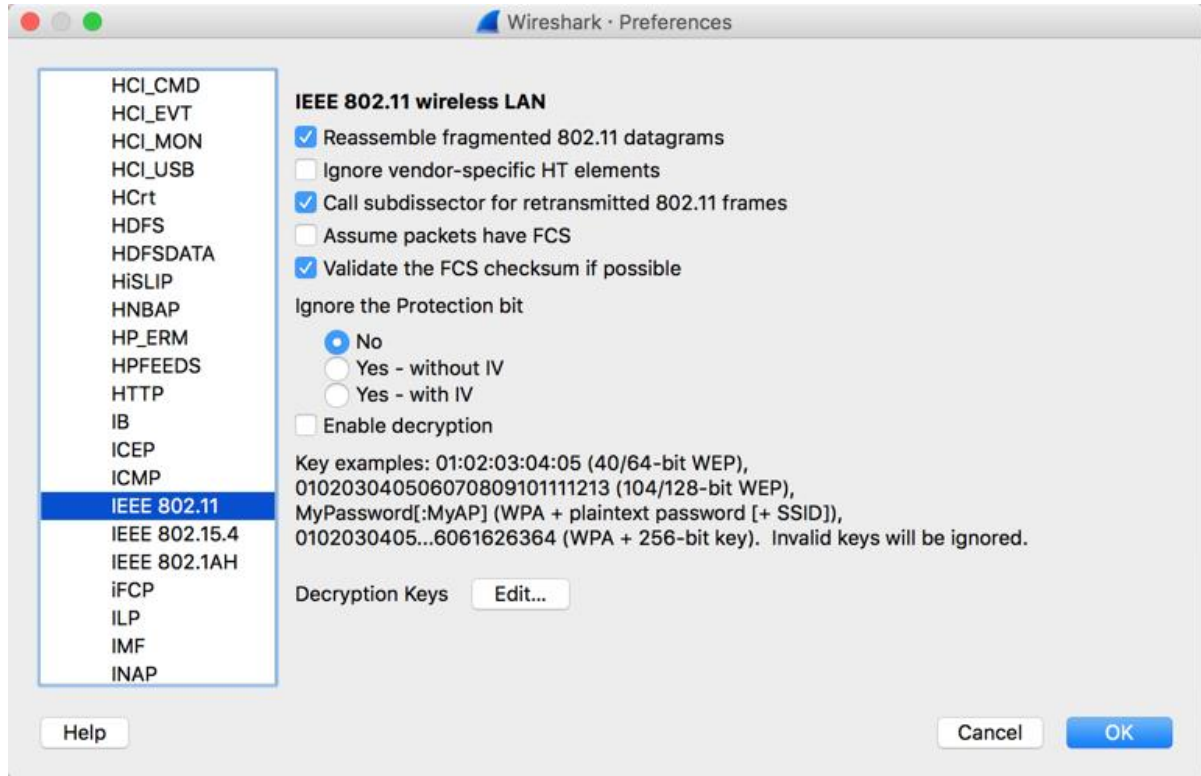 Wireshark · Preferences
HCI_CMD
HCI_EVT
HCI_MON
HCI_USB
HCrt
HDFS
HDFSDATA
HiSLIP
HNBAP
HP_ERM
HPFEEDS
HTTP
IB
ICEP
ICMP
IEEE 802.11
IEEE 802.15.4
IEEE 802.1AH
iFCP
ILP
IMF
INAP
IEEE 802.11 wireless LAN
Reassemble fragmented 802.11 datagrams
Ignore vendor-specific HT elements
Call subdissector for retransmitted 802.11 frames
Assume packets have FCS
Validate the FCS checksum if possible
Ignore the Protection bit
No
Yes - without IV
Yes - with IV
Enable decryption
Key examples: 01:02:03:04:05 (40/64-bit WEP),
010203040506070809101111213 (104/128-bit WEP),
MyPassword[:MyAP] (WPA + plaintext password [+ SSID]),
0102030405...6061626364 (WPA + 256-bit key). Invalid keys will be ignored.
Decryption Keys Edit...
Help Cancel OK